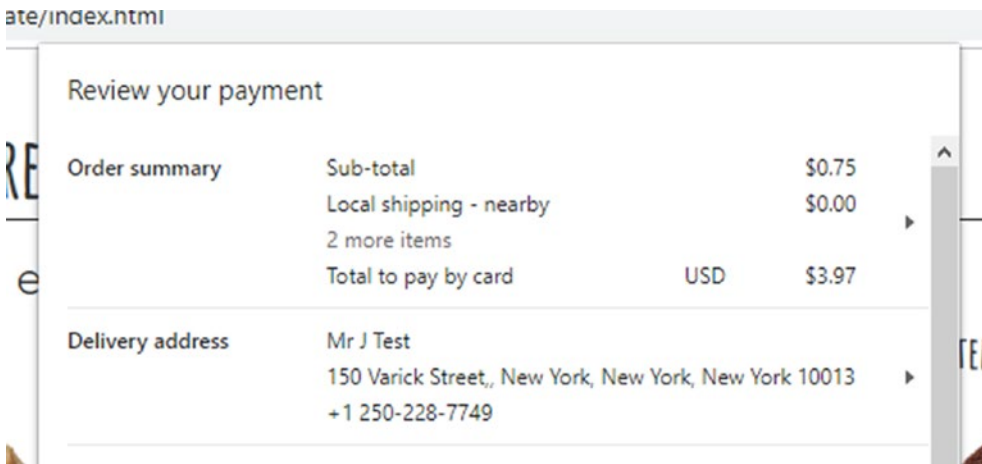 ate/index.html
Review your payment
Order summary
Sub-total $0.75
Local shipping - nearby $0.00
2 more items
Total to pay by card USD $3.97
Delivery address
Mr J Test
150 Varick Street,, New York, New York, New York 10013
+1 250-228-7749
RE
e
TE